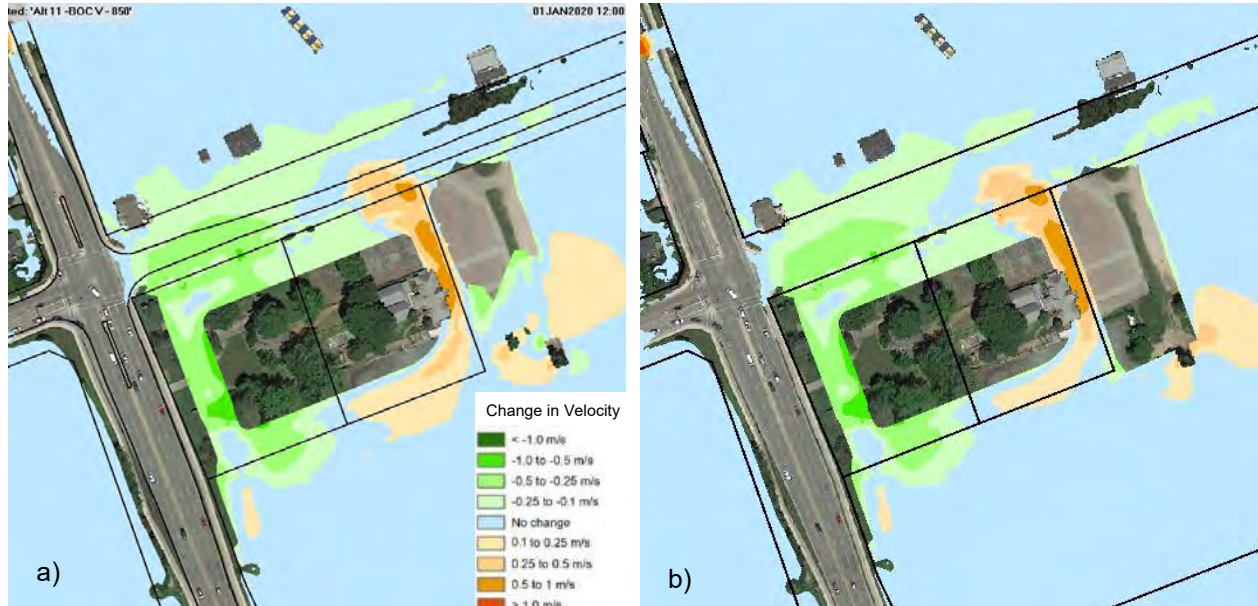 ted: 'Alt 11 -BOC V - 850'
01JAN2020 12:00
Change in Velocity
< -1.0 m/s
-1.0 to -0.5 m/s
-0.5 to -0.25 m/s
-0.25 to -0.1 m/s
No change
0.1 to 0.25 m/s
0.25 to 0.5 m/s
0.5 to 1 m/s
> 1.0 m/s
a)
b)